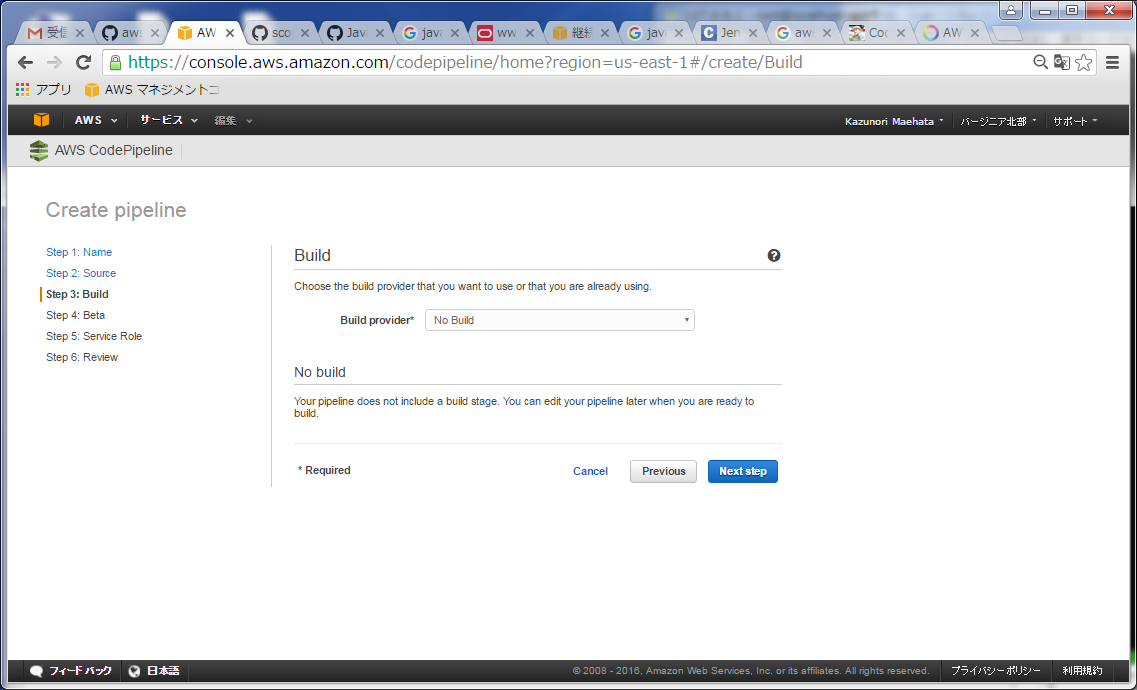 受信 aws AW sco Java java ww 継続 java Jen aws Coc AW
https://console.aws.amazon.com/codepipeline/home?region=us-east-1#/create/Build
アプリ AWS マネジメントコ
AWS サービス 編集 Kazunori Maehata バージニア北部 サポート
AWS CodePipeline
Create pipeline
Step 1: Name
Step 2: Source
Step 3: Build
Step 4: Beta
Step 5: Service Role
Step 6: Review
Build
Choose the build provider that you want to use or that you are already using.
Build provider* No Build
No build
Your pipeline does not include a build stage. You can edit your pipeline later when you are ready to
build.
* Required Cancel Previous Next step
フィードバック 日本語 © 2008 - 2016, Amazon Web Services, Inc. or its affiliates. All rights reserved. プライバシーポリシー 利用規約